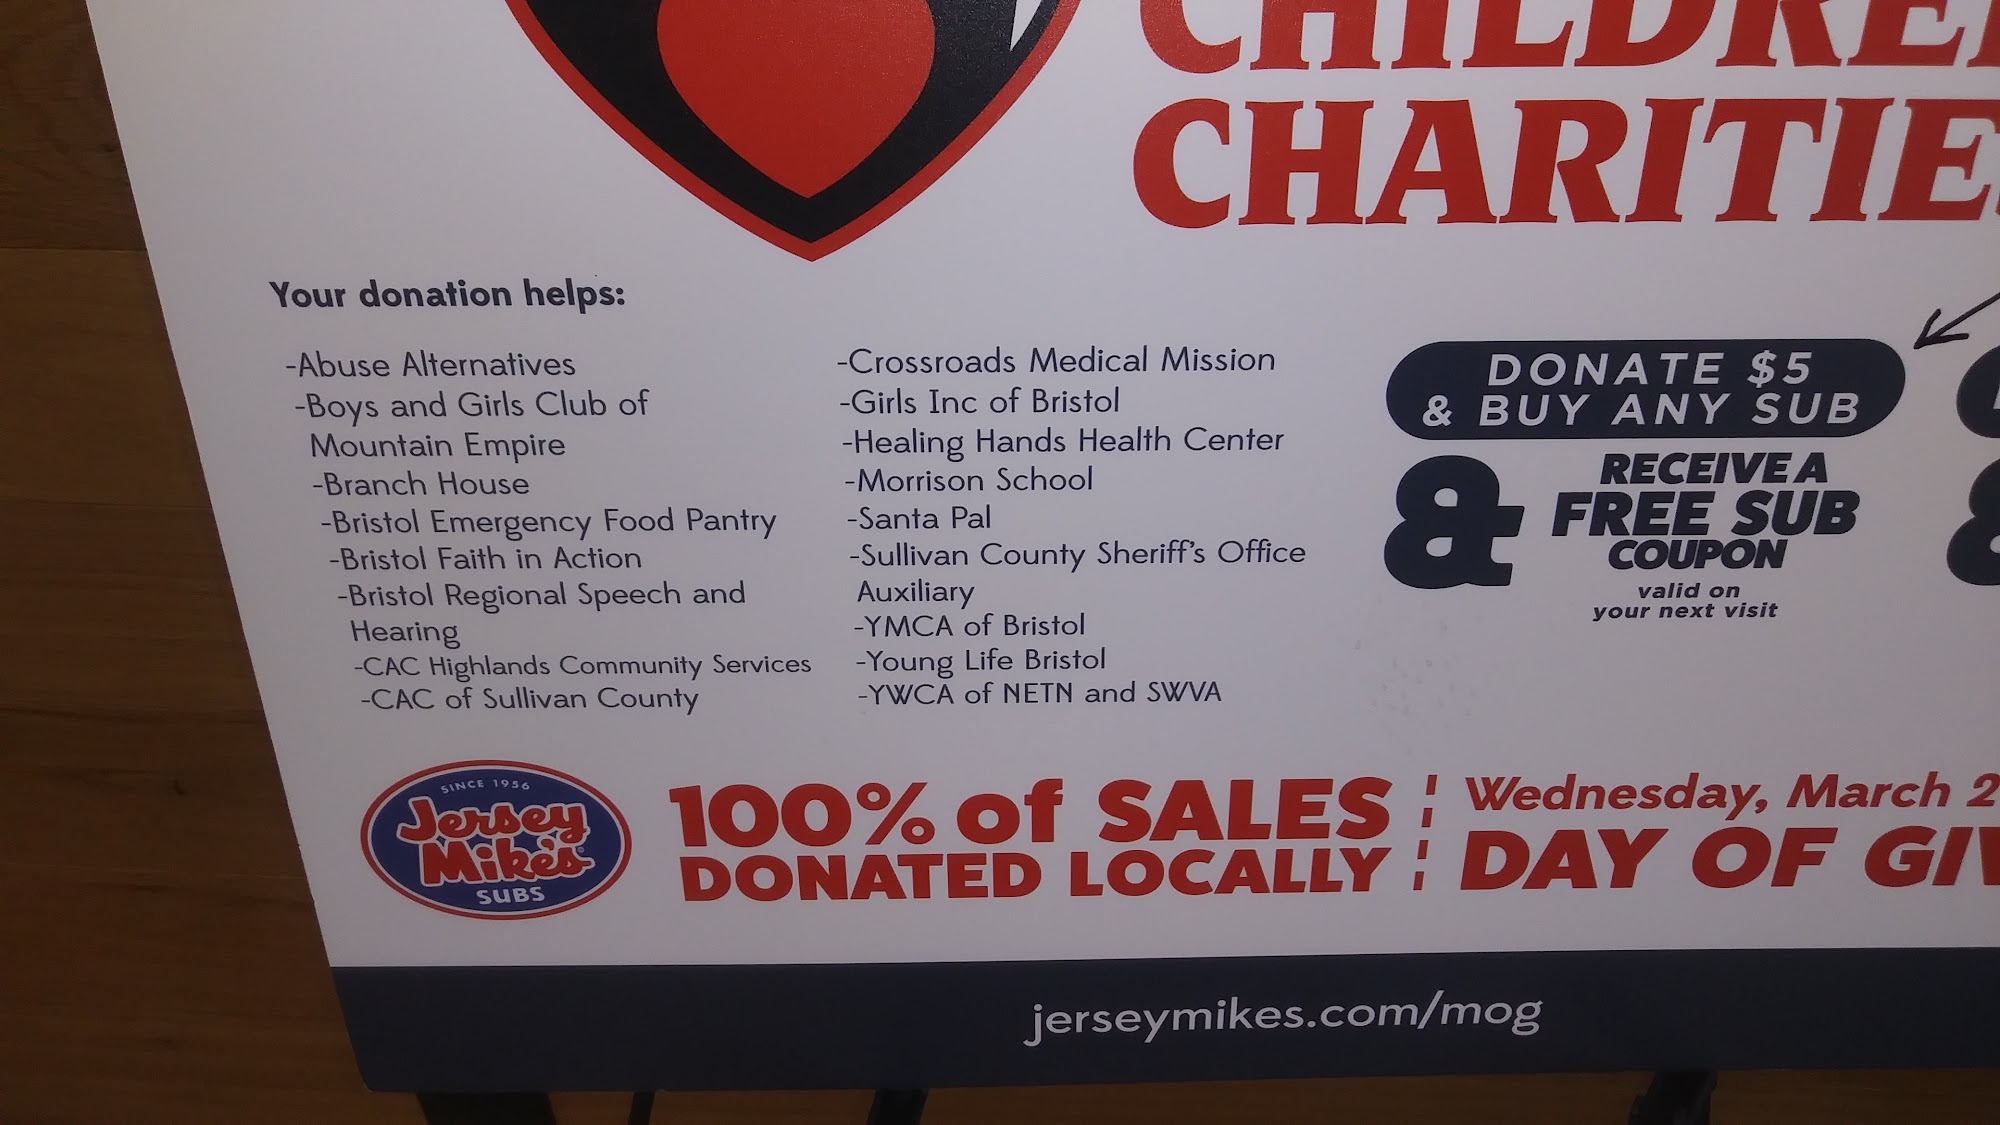 CHARITIES
Your donation helps:
-Abuse Alternatives
-Boys and Girls Club of
Mountain Empire
-Branch House
-Bristol Emergency Food Pantry
-Bristol Faith in Action
-Bristol Regional Speech and
Hearing
-CAC Highlands Community Services
-CAC of Sullivan County
-Crossroads Medical Mission
-Girls Inc of Bristol
-Healing Hands Health Center
-Morrison School
-Santa Pal
-Sullivan County Sheriff's Office
Auxiliary
-YMCA of Bristol
-Young Life Bristol
-YWCA of NETN and SWVA
DONATE $5
& BUY ANY SUB
&
RECEIVE A
FREE SUB
COUPON
valid on
your next visit
SINCE 1956
Jersey
Mike's
SUBS
100% of SALES
DONATED LOCALLY
Wednesday, March
DAY OF
jerseymikes.com/mog